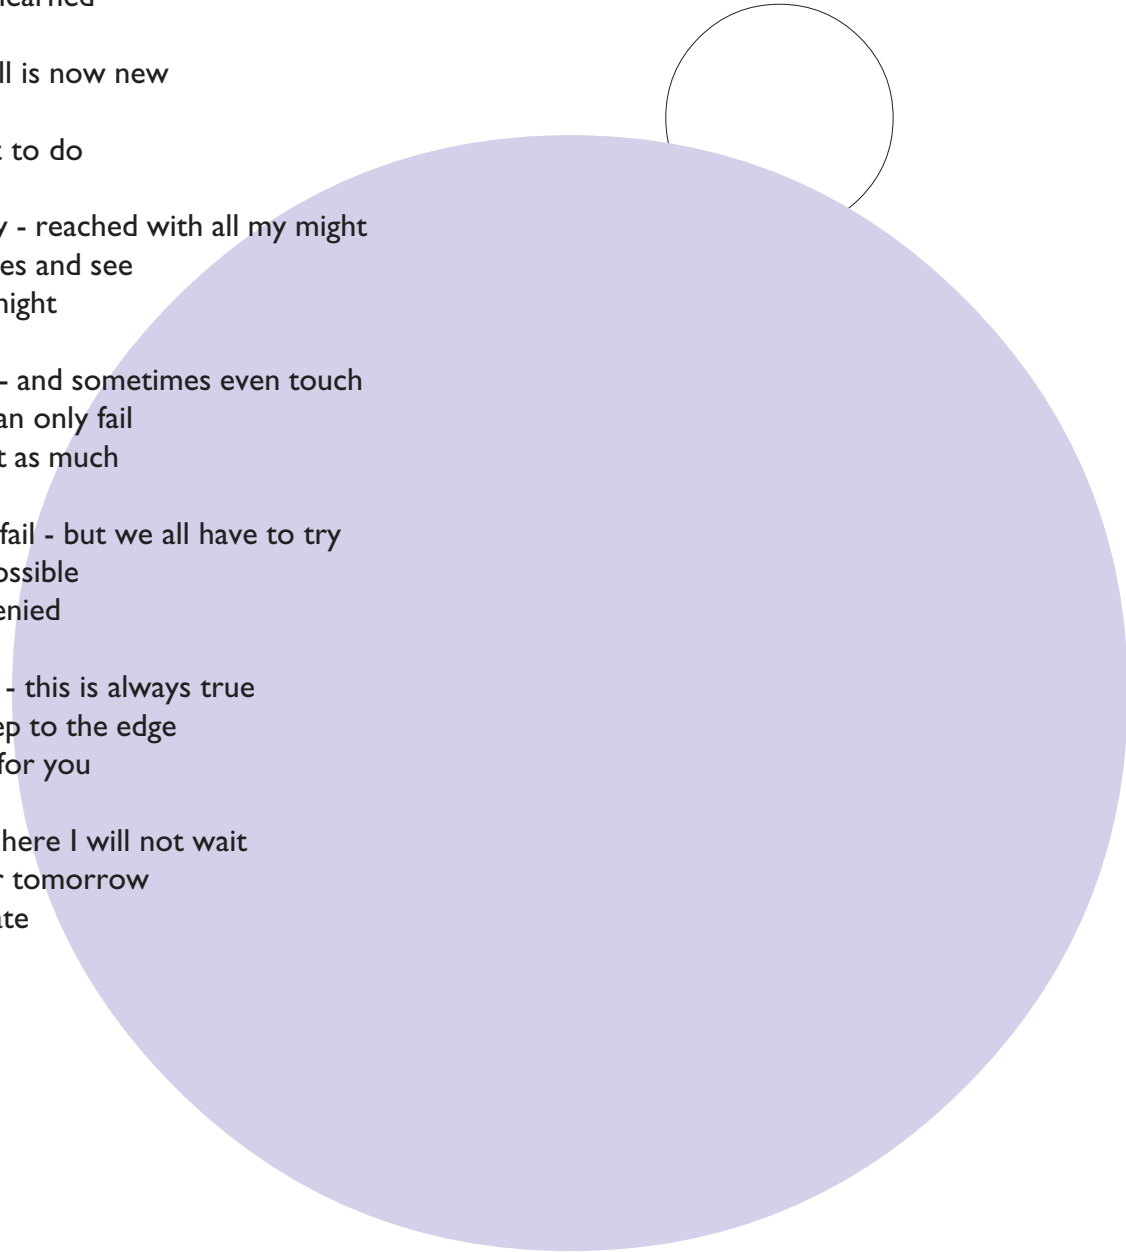 learned
ll is now new
to do
y - reached with all my might
es and see
night
- and sometimes even touch
an only fail
t as much
fail - but we all have to try
ossible
enied
- this is always true
ep to the edge
for you
here I will not wait
r tomorrow
ate